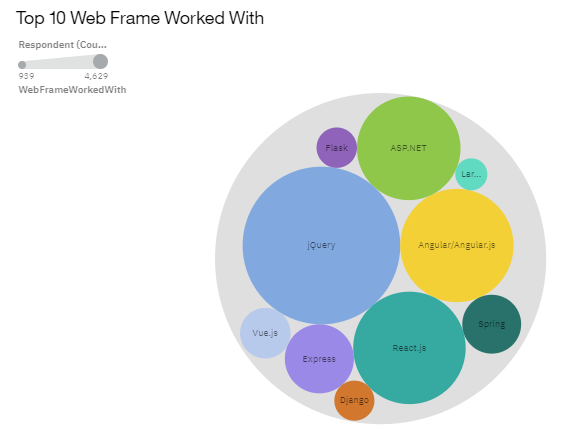 Top 10 Web Frame Worked With
Respondent (Cou...
939 4,629
WebFrameWorkedWith
Flask
ASP.NET
Lar...
jQuery
Angular/Angular.js
Vue.js
Express
React.js
Spring
Django